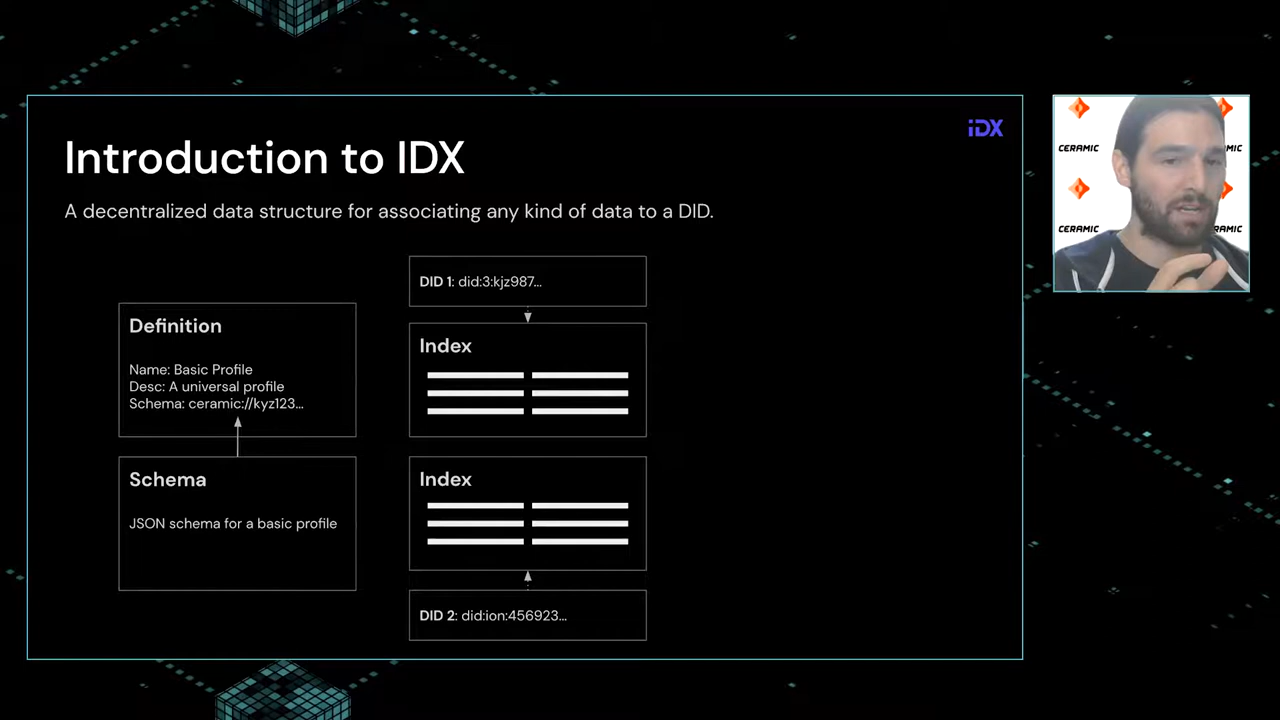 iDX
Introduction to IDX
A decentralized data structure for associating any kind of data to a DID.
Definition
Name: Basic Profile
Desc: A universal profile
Schema: ceramic://kyz123...
Schema
JSON schema for a basic profile
DID 1: did:3:kjz987...
Index
Index
DID 2: did:ion:456923...
CERAMIC
AMIC
CERAMIC
RAMIC